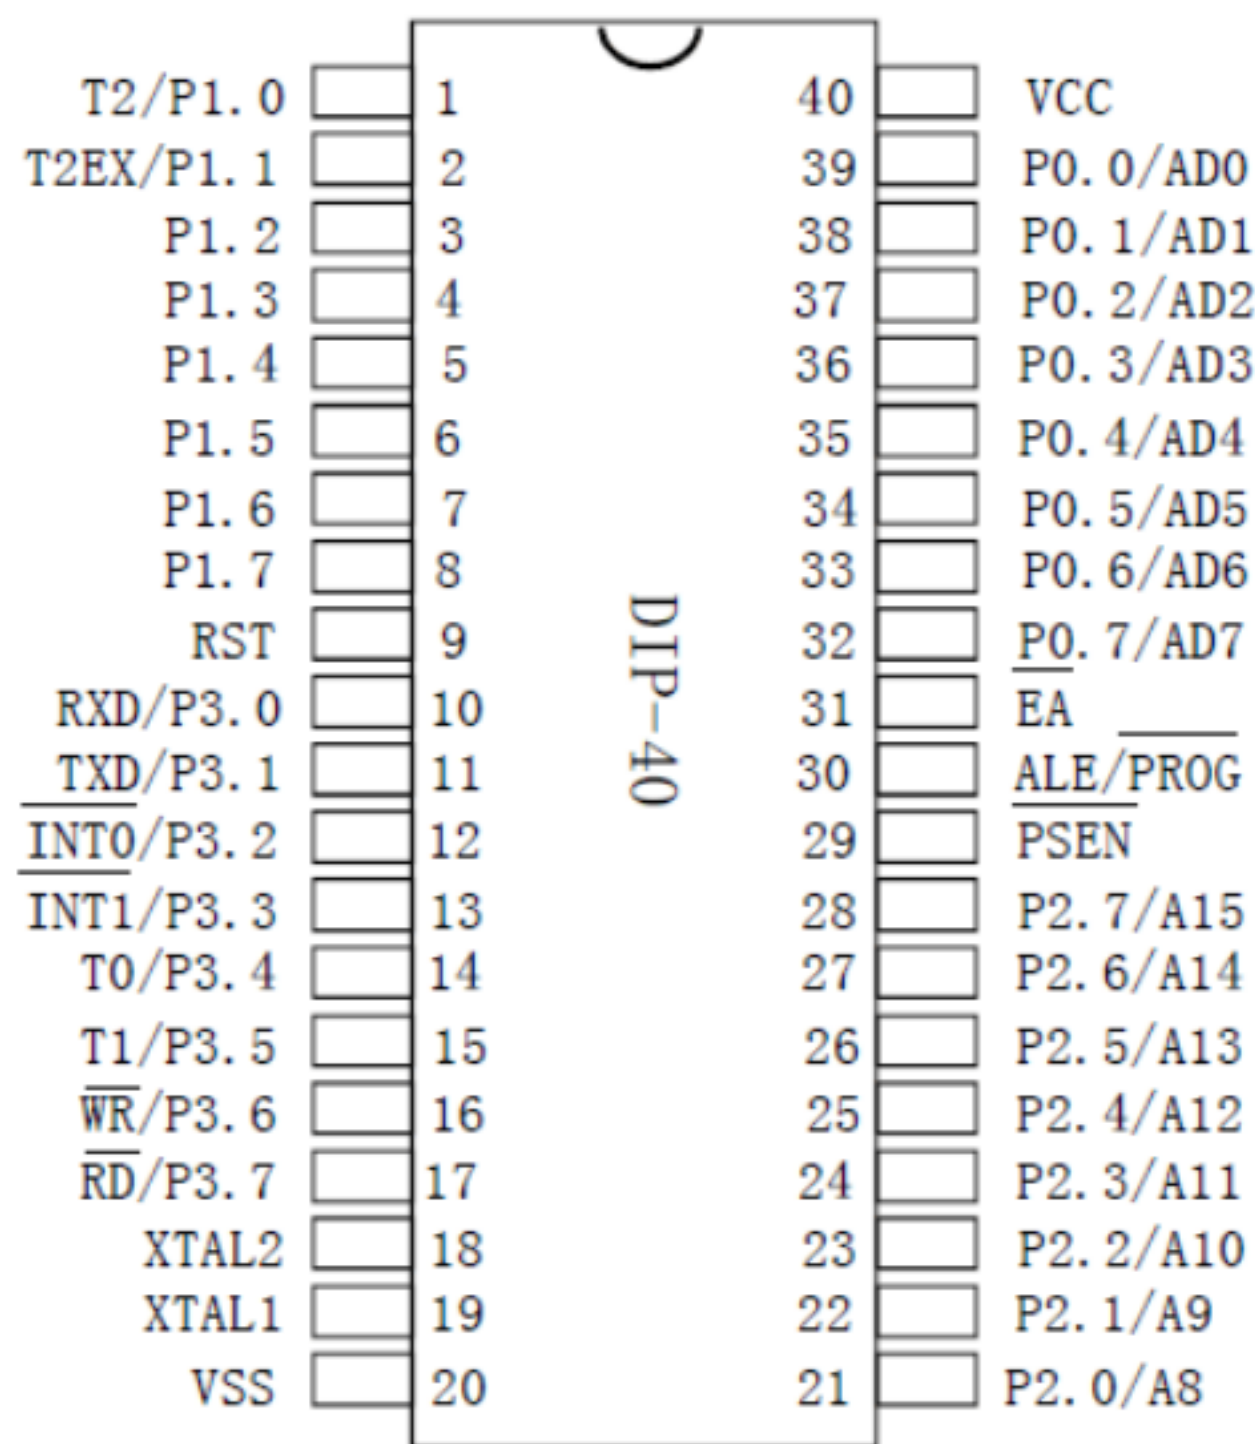 T2/P1.0 1 40 VCC
T2EX/P1.1 2 39 P0.0/AD0
P1.2 3 38 P0.1/AD1
P1.3 4 37 P0.2/AD2
P1.4 5 36 P0.3/AD3
P1.5 6 35 P0.4/AD4
P1.6 7 34 P0.5/AD5
P1.7 8 33 P0.6/AD6
RST 9 32 P0.7/AD7
RXD/P3.0 10 31 EA
TXD/P3.1 11 30 ALE/PROG
INT0/P3.2 12 29 PSEN
INT1/P3.3 13 28 P2.7/A15
T0/P3.4 14 27 P2.6/A14
T1/P3.5 15 26 P2.5/A13
WR/P3.6 16 25 P2.4/A12
RD/P3.7 17 24 P2.3/A11
XTAL2 18 23 P2.2/A10
XTAL1 19 22 P2.1/A9
VSS 20 21 P2.0/A8
DIP-40